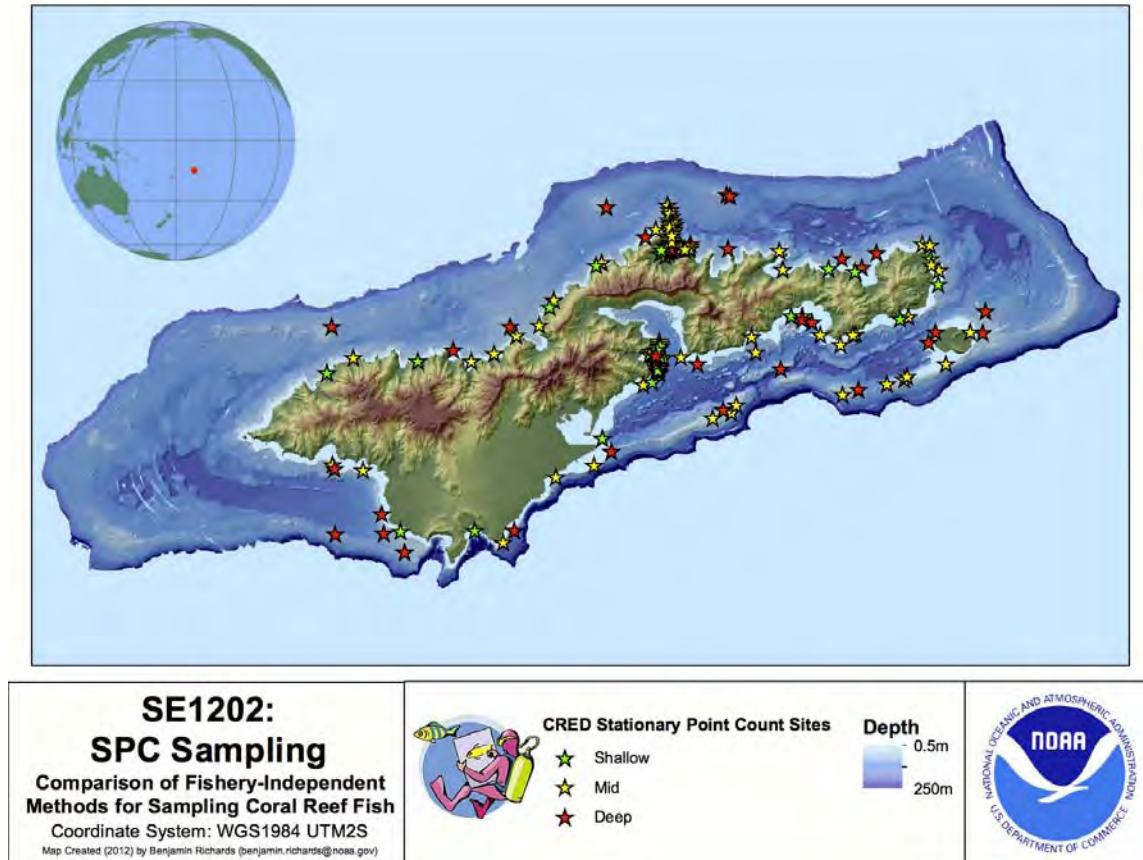 SE1202:
SPC Sampling
Comparison of Fishery-Independent
Methods for Sampling Coral Reef Fish
Coordinate System: WGS1984 UTM2S
Map Created (2012) by Benjamin Richards (benjamin.richards@noaa.gov)
CRED Stationary Point Count Sites
Shallow
Mid
Deep
Depth
0.5m
250m
NATIONAL OCEANIC AND ATMOSPHERIC ADMINISTRATION
NOAA
U.S. DEPARTMENT OF COMMERCE